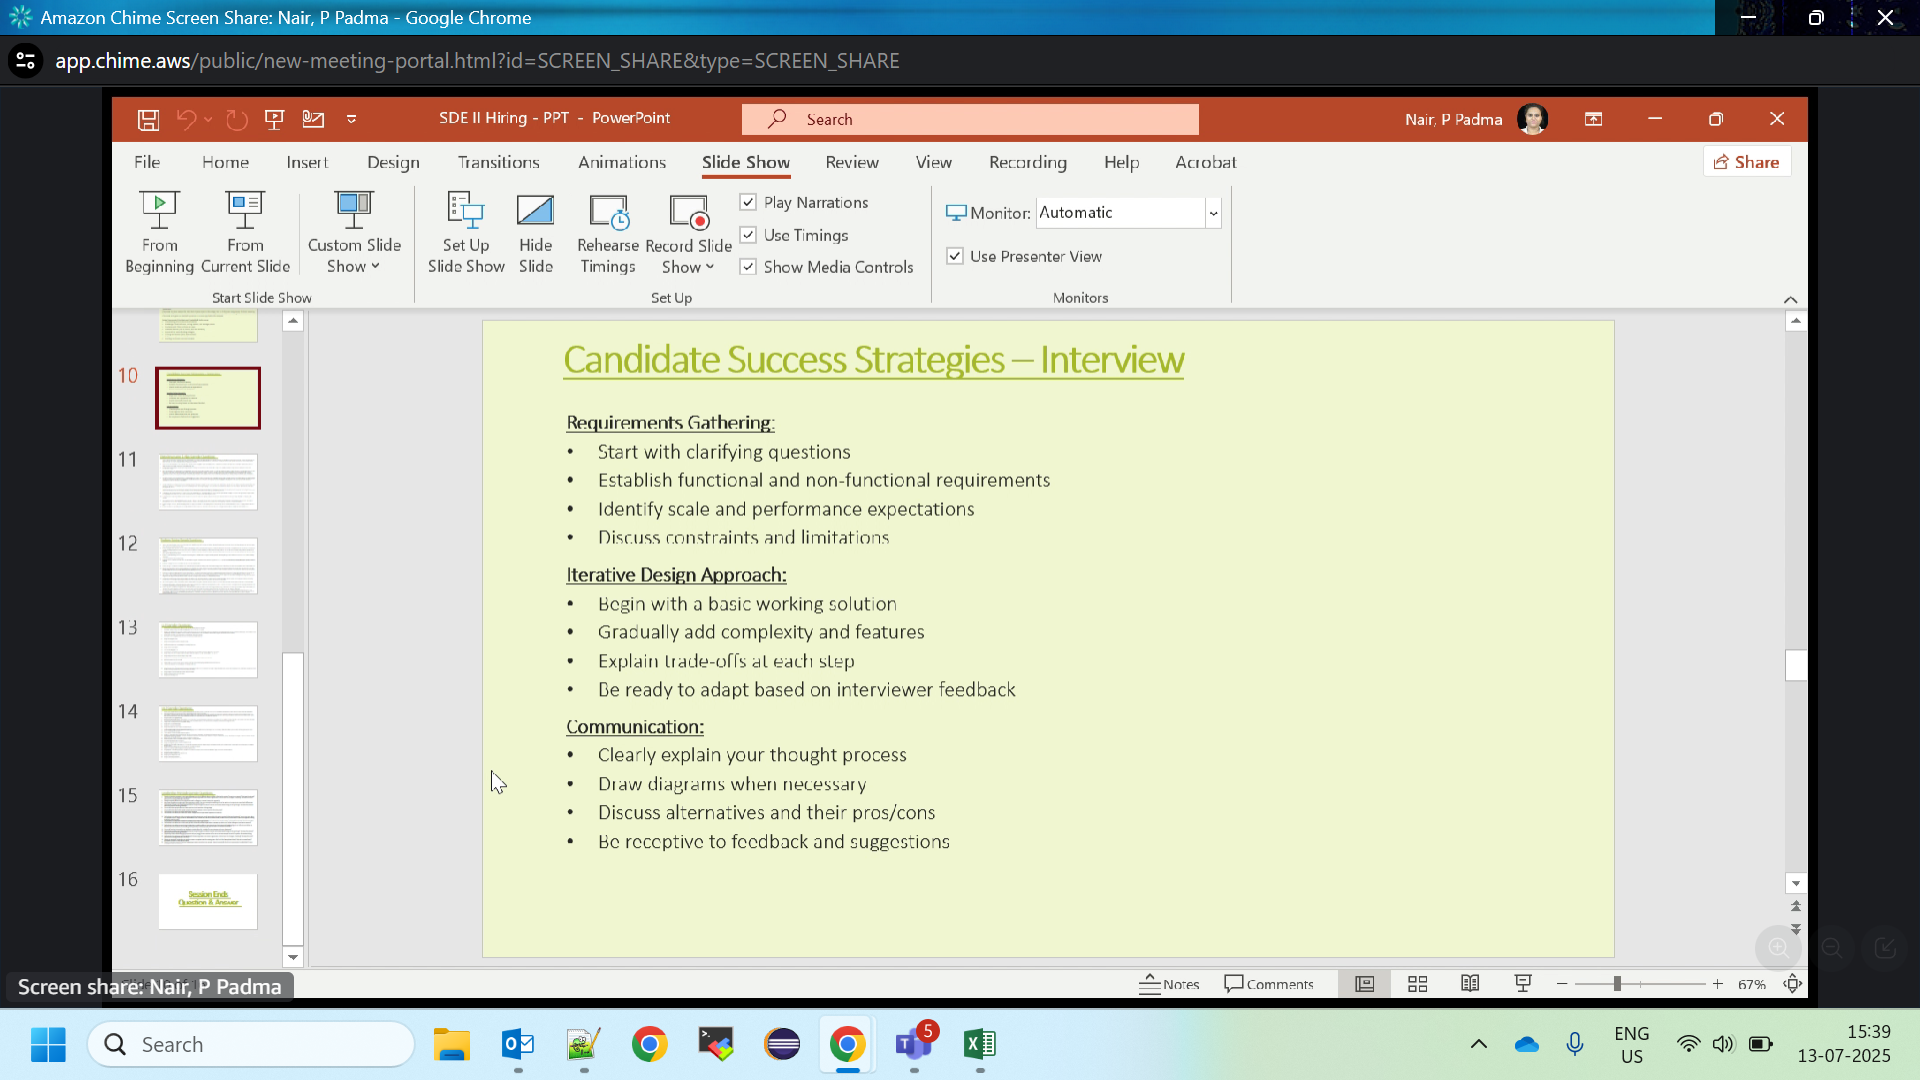 Amazon Chime Screen Share: Nair, P Padma - Google Chrome
app.chime.aws/public/new-meeting-portal.html?id=SCREEN_SHARE&type=SCREEN_SHARE
SDE II Hiring - PPT - PowerPoint
Search
Nair, P Padma
File Home Insert Design Transitions Animations Slide Show Review View Recording Help Acrobat
Share
From Beginning
From Current Slide
Custom Slide Show
Start Slide Show
Set Up Slide Show
Hide Slide
Rehearse Timings
Record Slide Show
Play Narrations
Use Timings
Show Media Controls
Set Up
Monitor: Automatic
Use Presenter View
Monitors
10
11
12
13
14
15
16
Session Ends
Question & Answer
Candidate Success Strategies – Interview
Requirements Gathering:
• Start with clarifying questions
• Establish functional and non-functional requirements
• Identify scale and performance expectations
• Discuss constraints and limitations
Iterative Design Approach:
• Begin with a basic working solution
• Gradually add complexity and features
• Explain trade-offs at each step
• Be ready to adapt based on interviewer feedback
Communication:
• Clearly explain your thought process
• Draw diagrams when necessary
• Discuss alternatives and their pros/cons
• Be receptive to feedback and suggestions
Screen share: Nair, P Padma
Notes
Comments
67%
Search
5
ENG
US
15:39
13-07-2025